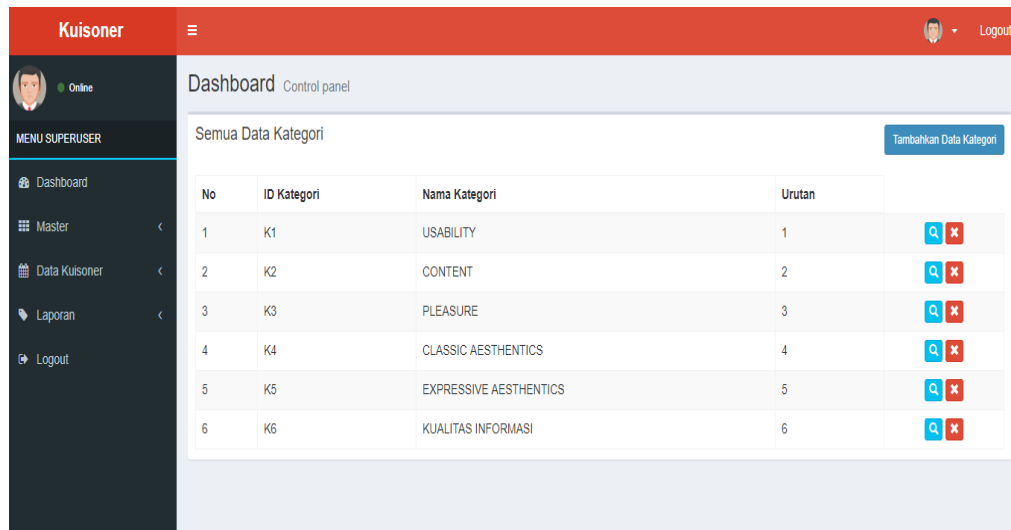 Kuisoner
Logout
Online
Dashboard Control panel
MENU SUPERUSER
Semua Data Kategori
Tambahkan Data Kategori
Dashboard
Master
Data Kuisoner
Laporan
Logout
No ID Kategori Nama Kategori Urutan
1 K1 USABILITY 1
2 K2 CONTENT 2
3 K3 PLEASURE 3
4 K4 CLASSIC AESTHENTICS 4
5 K5 EXPRESSIVE AESTHENTICS 5
6 K6 KUALITAS INFORMASI 6